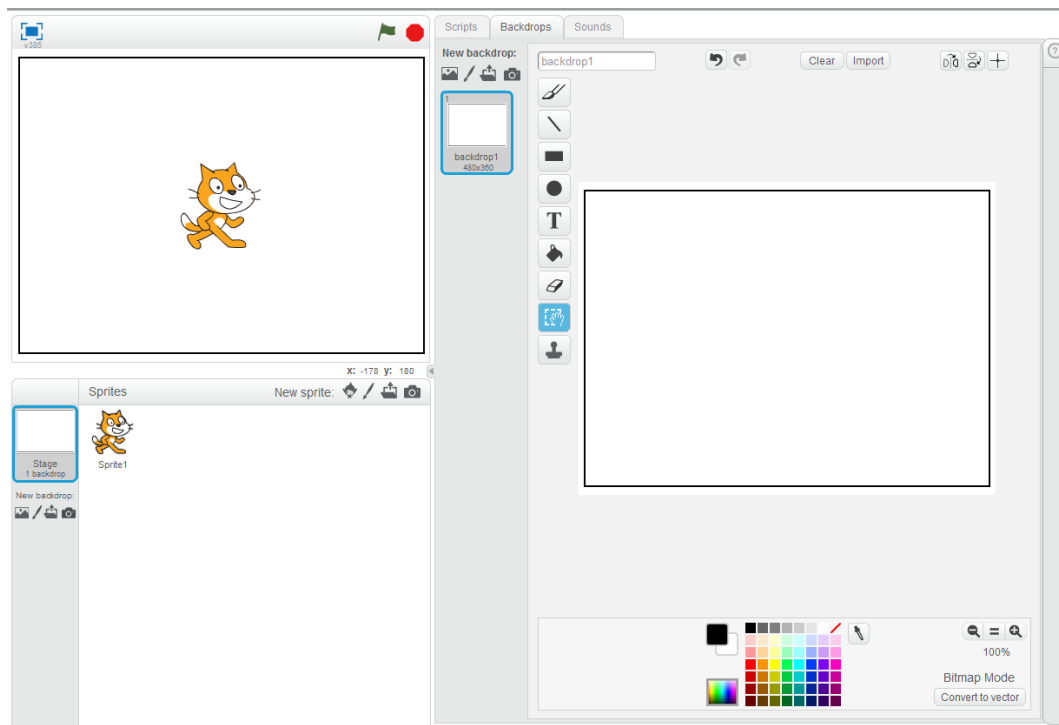 v385
Scripts Backdrops Sounds
New backdrop:
backdrop1
Clear Import
1
backdrop1
480x360
T
X: -178 y: 180
Sprites
New sprite:
Stage
1 backdrop
Sprite1
New backdrop:
100%
Bitmap Mode
Convert to vector
?